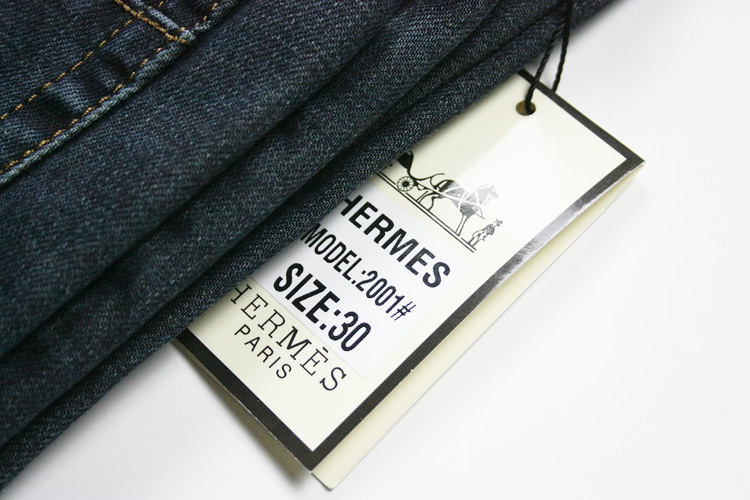 HERMES
MODEL:2001#
SIZE:30
HERMÈS
PARIS